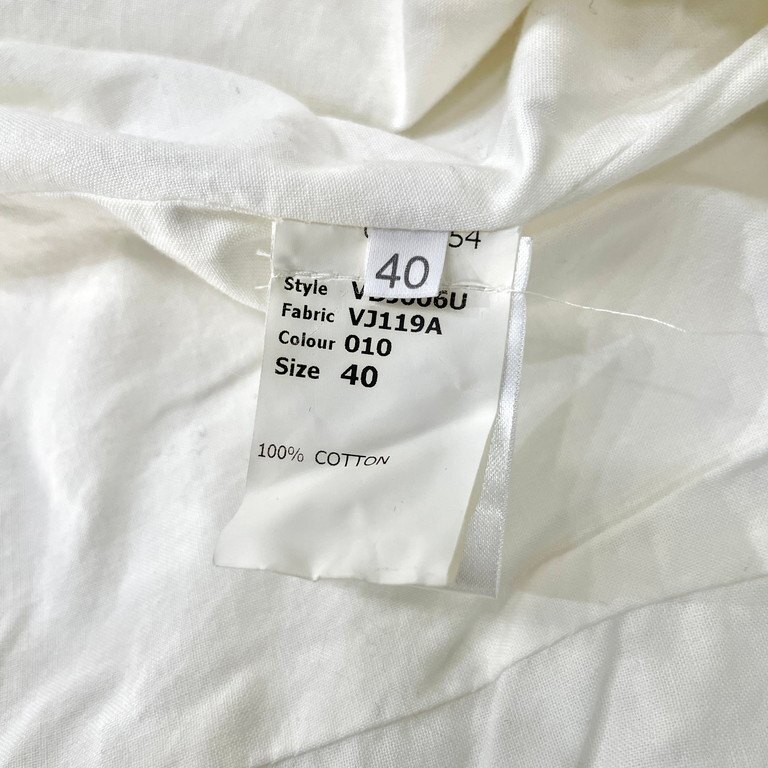 54
40
Style
Fabric VJ119A
Colour 010
Size 40
100% COTTON